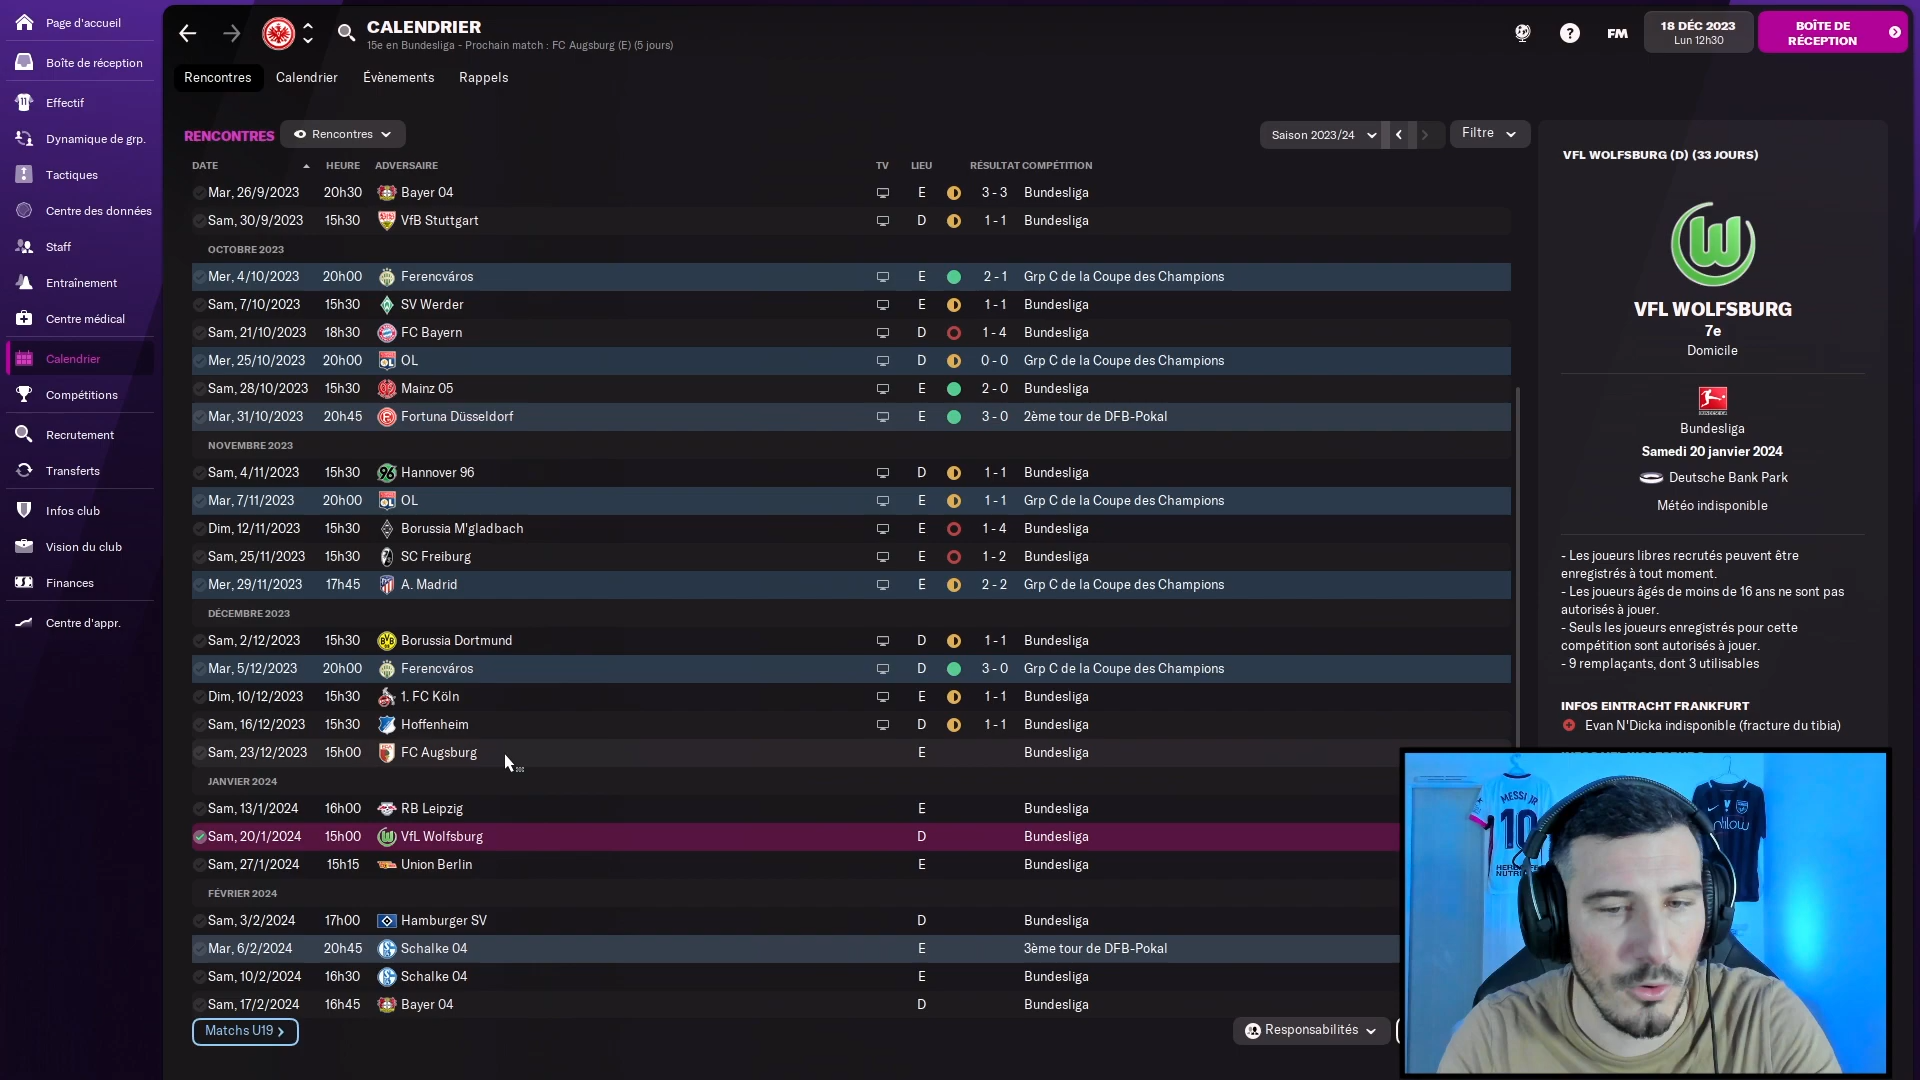 Page d'accueil
Boîte de réception
Effectif
Dynamique de grp.
Tactiques
Centre des données
Staff
Entraînement
Centre médical
Calendrier
Compétitions
Recrutement
Transferts
Infos club
Vision du club
Finances
Centre d'appr.
CALENDRIER
15e en Bundesliga - Prochain match : FC Augsburg (E) (5 jours)
FM
18 DÉC 2023
Lun 12h30
BOÎTE DE RÉCEPTION
Rencontres Calendrier Évènements Rappels
RENCONTRES Rencontres Saison 2023/24 Filtre
DATE HEURE ADVERSAIRE TV LIEU RÉSULTAT COMPÉTITION
Mar, 26/9/2023 20h30 Bayer 04 E 3 - 3 Bundesliga
Sam, 30/9/2023 15h30 VfB Stuttgart D 1 - 1 Bundesliga
OCTOBRE 2023
Mer, 4/10/2023 20h00 Ferencváros E 2 - 1 Grp C de la Coupe des Champions
Sam, 7/10/2023 15h30 SV Werder E 1 - 1 Bundesliga
Sam, 21/10/2023 18h30 FC Bayern D 1 - 4 Bundesliga
Mer, 25/10/2023 20h00 OL D 0 - 0 Grp C de la Coupe des Champions
Sam, 28/10/2023 15h30 Mainz 05 E 2 - 0 Bundesliga
Mar, 31/10/2023 20h45 Fortuna Düsseldorf E 3 - 0 2ème tour de DFB-Pokal
NOVEMBRE 2023
Sam, 4/11/2023 15h30 Hannover 96 D 1 - 1 Bundesliga
Mar, 7/11/2023 20h00 OL E 1 - 1 Grp C de la Coupe des Champions
Dim, 12/11/2023 15h30 Borussia M'gladbach E 1 - 4 Bundesliga
Sam, 25/11/2023 15h30 SC Freiburg E 1 - 2 Bundesliga
Mer, 29/11/2023 17h45 A. Madrid E 2 - 2 Grp C de la Coupe des Champions
DÉCEMBRE 2023
Sam, 2/12/2023 15h30 Borussia Dortmund D 1 - 1 Bundesliga
Mar, 5/12/2023 20h00 Ferencváros D 3 - 0 Grp C de la Coupe des Champions
Dim, 10/12/2023 15h30 1. FC Köln E 1 - 1 Bundesliga
Sam, 16/12/2023 15h30 Hoffenheim D 1 - 1 Bundesliga
Sam, 23/12/2023 15h00 FC Augsburg E Bundesliga
JANVIER 2024
Sam, 13/1/2024 16h00 RB Leipzig E Bundesliga
Sam, 20/1/2024 15h00 VfL Wolfsburg D Bundesliga
Sam, 27/1/2024 15h15 Union Berlin E Bundesliga
FÉVRIER 2024
Sam, 3/2/2024 17h00 Hamburger SV D Bundesliga
Mar, 6/2/2024 20h45 Schalke 04 E 3ème tour de DFB-Pokal
Sam, 10/2/2024 16h30 Schalke 04 E Bundesliga
Sam, 17/2/2024 16h45 Bayer 04 D Bundesliga
Matchs U19
Responsabilités
VFL WOLFSBURG (D) (33 JOURS)
VFL WOLFSBURG
7e
Domicile
Bundesliga
Samedi 20 janvier 2024
Deutsche Bank Park
Météo indisponible
- Les joueurs libres recrutés peuvent être
enregistrés à tout moment.
- Les joueurs âgés de moins de 16 ans ne sont pas
autorisés à jouer.
- Seuls les joueurs enregistrés pour cette
compétition sont autorisés à jouer.
- 9 remplaçants, dont 3 utilisables
INFOS EINTRACHT FRANKFURT
Evan N'Dicka indisponible (fracture du tibia)
MESSI JR
10